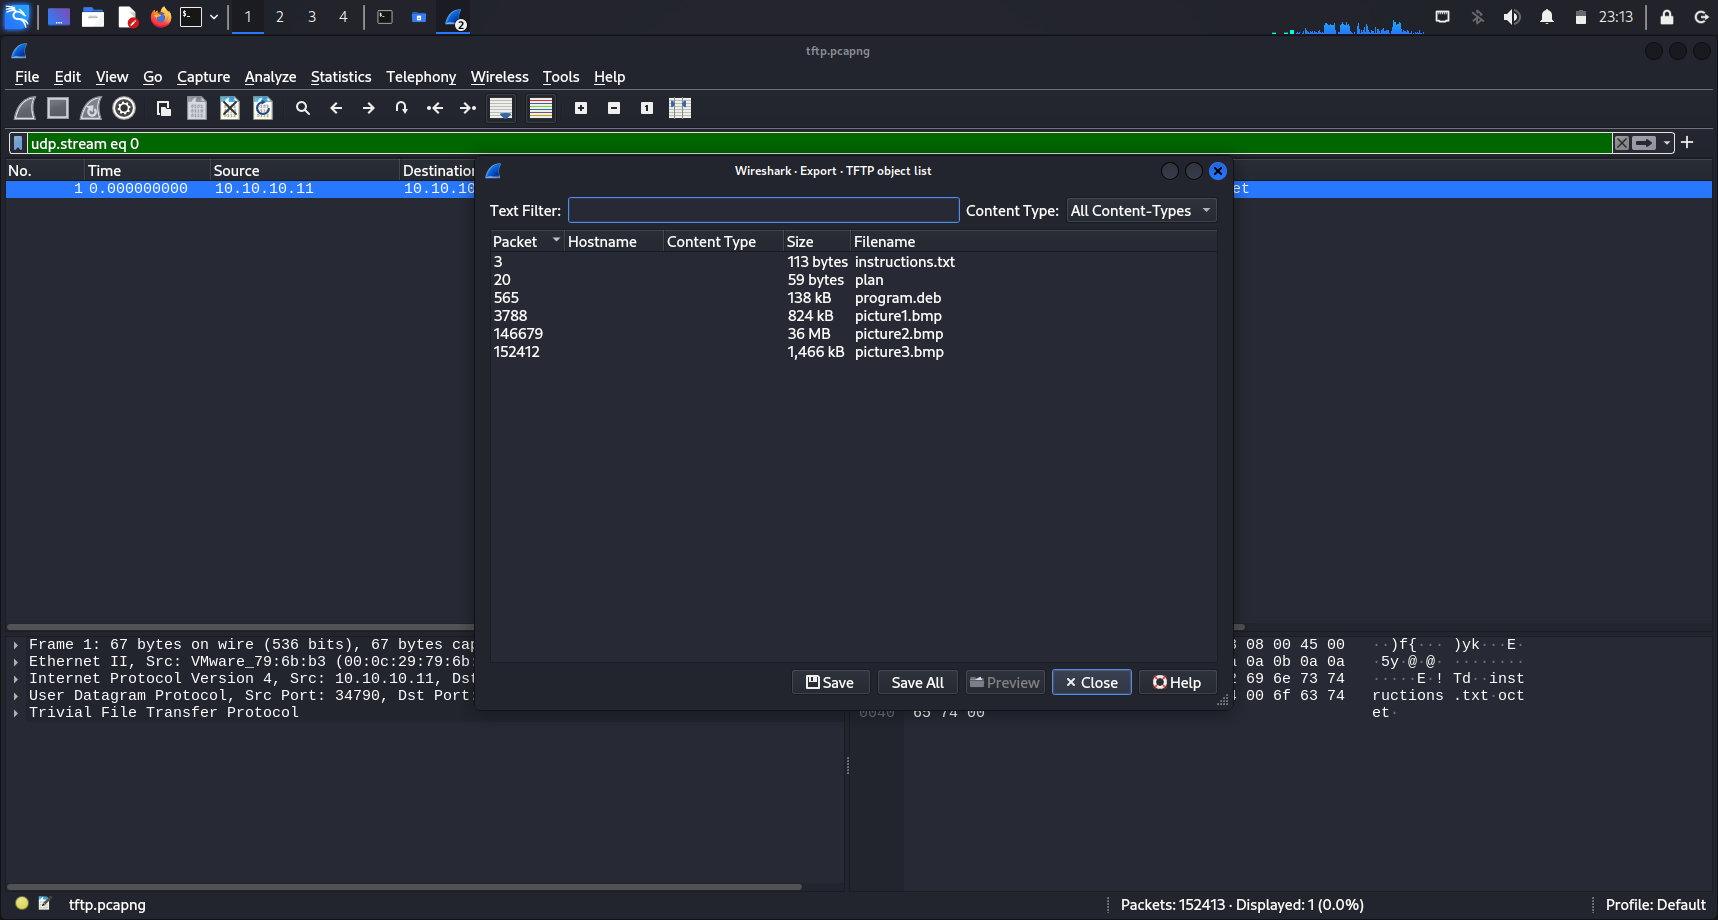 1 2 3 4 2 23:13
tftp.pcapng
File Edit View Go Capture Analyze Statistics Telephony Wireless Tools Help
udp.stream eq 0
No. Time Source Destination
1 0.000000000 10.10.10.11 10.10.10 et
Wireshark · Export · TFTP object list
Text Filter: Content Type: All Content-Types
Packet Hostname Content Type Size Filename
3 113 bytes instructions.txt
20 59 bytes plan
565 138 kB program.deb
3788 824 kB picture1.bmp
146679 36 MB picture2.bmp
152412 1,466 kB picture3.bmp
Save Save All Preview Close Help
Frame 1: 67 bytes on wire (536 bits), 67 bytes cap
Ethernet II, Src: VMware_79:6b:b3 (00:0c:29:79:6b:
Internet Protocol Version 4, Src: 10.10.10.11, Dst
User Datagram Protocol, Src Port: 34790, Dst Port:
Trivial File Transfer Protocol
08 00 45 00 ··)f{··· )yk···E·
0a 0b 0a 0a ·5y·@·@· ········
69 6e 73 74 ·····E·! Td··inst
00 6f 63 74 ructions .txt·oct
0040 65 74 00 et·
tftp.pcapng Packets: 152413 · Displayed: 1 (0.0%) Profile: Default